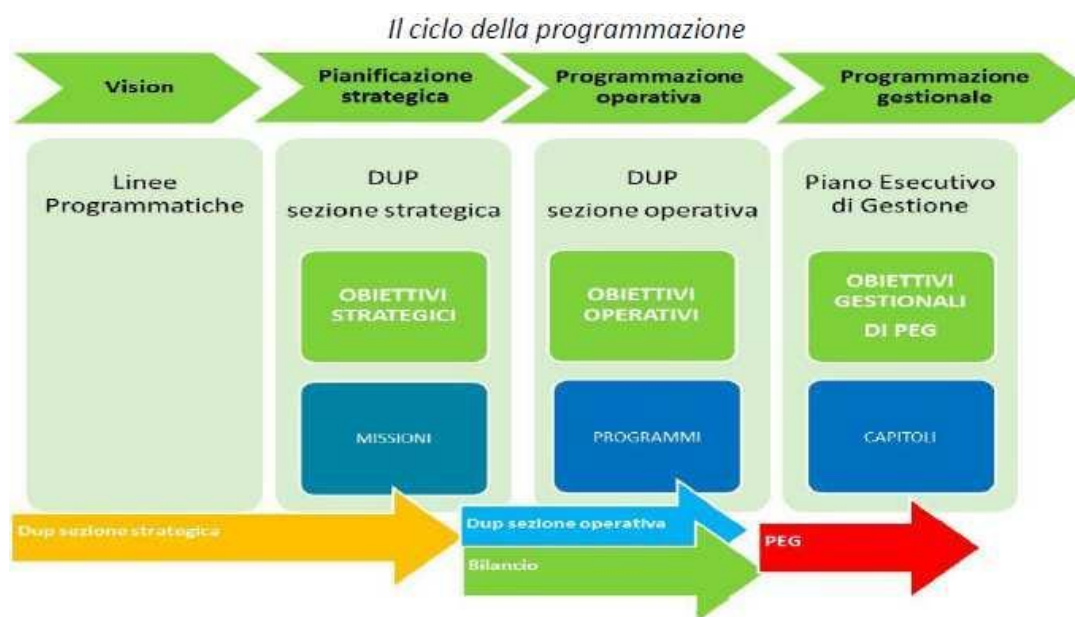 Il ciclo della programmazione
Vision
Pianificazione
strategica
Programmazione
operativa
Programmazione
gestionale
Linee
Programmatiche
DUP
sezione strategica
OBIETTIVI
STRATEGICI
MISSIONI
DUP
sezione operativa
OBIETTIVI
OPERATIVI
PROGRAMMI
Piano Esecutivo
di Gestione
OBIETTIVI
GESTIONALI
DI PEG
CAPITOLI
Dup sezione strategica
Dup sezione operativa
Bilancio
PEG